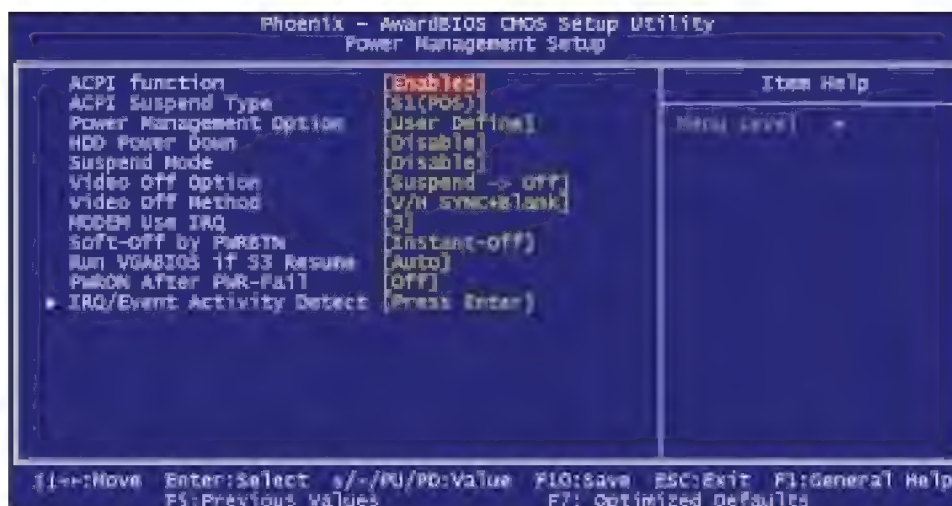 Phoenix - AwardBIOS CMOS Setup Utility
Power Management Setup
ACPI function [Enabled]
ACPI Suspend Type [S1(POS)]
Power Management Option [User Define]
HDD Power Down [Disable]
Suspend Mode [Disable]
Video Off Option [Suspend -> Off]
Video Off Method [V/H SYNC+Blank]
MODEM Use IRQ [3]
Soft-Off by PWRBTN [Instant-Off]
Run VGABIOS if S3 Resume [Auto]
PWRON After PWR-Fail [Off]
▶ IRQ/Event Activity Detect [Press Enter]
Item Help
Menu Level ▶
:Move Enter:Select +/-/PU/PD:Value F10:Save ESC:Exit F1:General Help
F5:Previous Values F7: Optimized Defaults